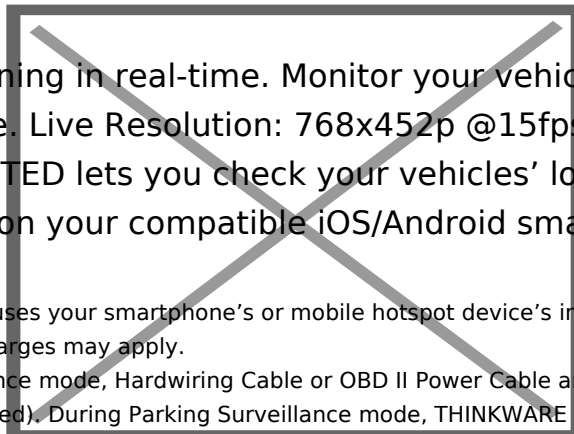 ning in real-time. Monitor your vehic
e. Live Resolution: 768x452p @15fps
TED lets you check your vehicles’ lo
on your compatible iOS/Android sma
uses your smartphone’s or mobile hotspot device’s in
arges may apply.
nce mode, Hardwiring Cable or OBD II Power Cable a
ed). During Parking Surveillance mode, THINKWARE